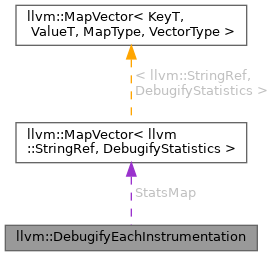 llvm::MapVector< KeyT,
ValueT, MapType, VectorType >
< llvm::StringRef,
DebugifyStatistics >
llvm::MapVector< llvm
::StringRef, DebugifyStatistics >
StatsMap
llvm::DebugifyEachInstrumentation